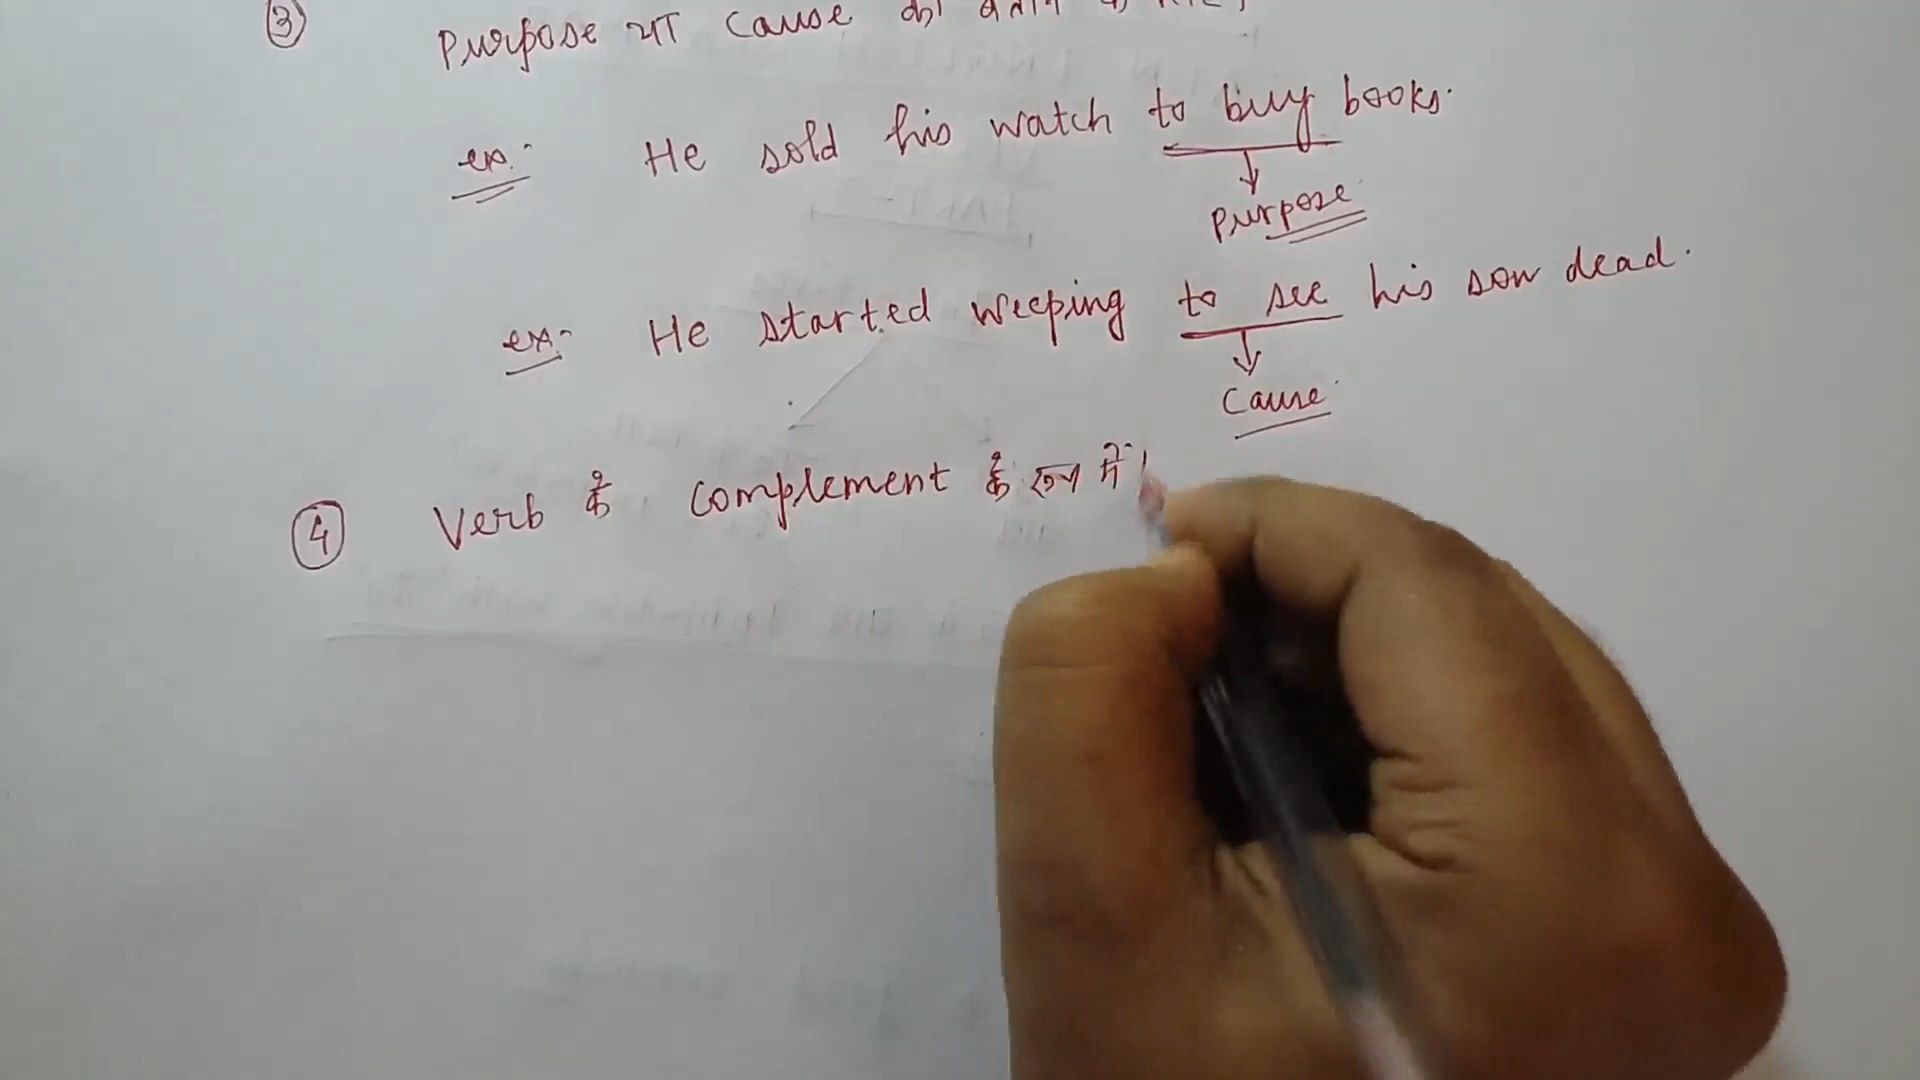 ③ Purpose या cause को
ex:- He sold his watch to buy books.
Purpose
ex:- He started weeping to see his son dead.
Cause
④ Verb के complement के रूप में।